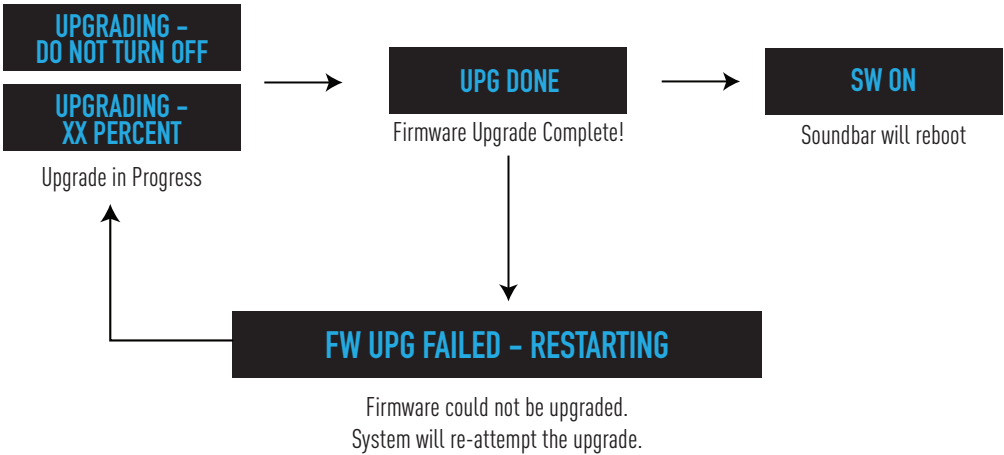 UPGRADING –
DO NOT TURN OFF
UPGRADING –
XX PERCENT
Upgrade in Progress
UPG DONE
Firmware Upgrade Complete!
SW ON
Soundbar will reboot
FW UPG FAILED – RESTARTING
Firmware could not be upgraded.
System will re-attempt the upgrade.